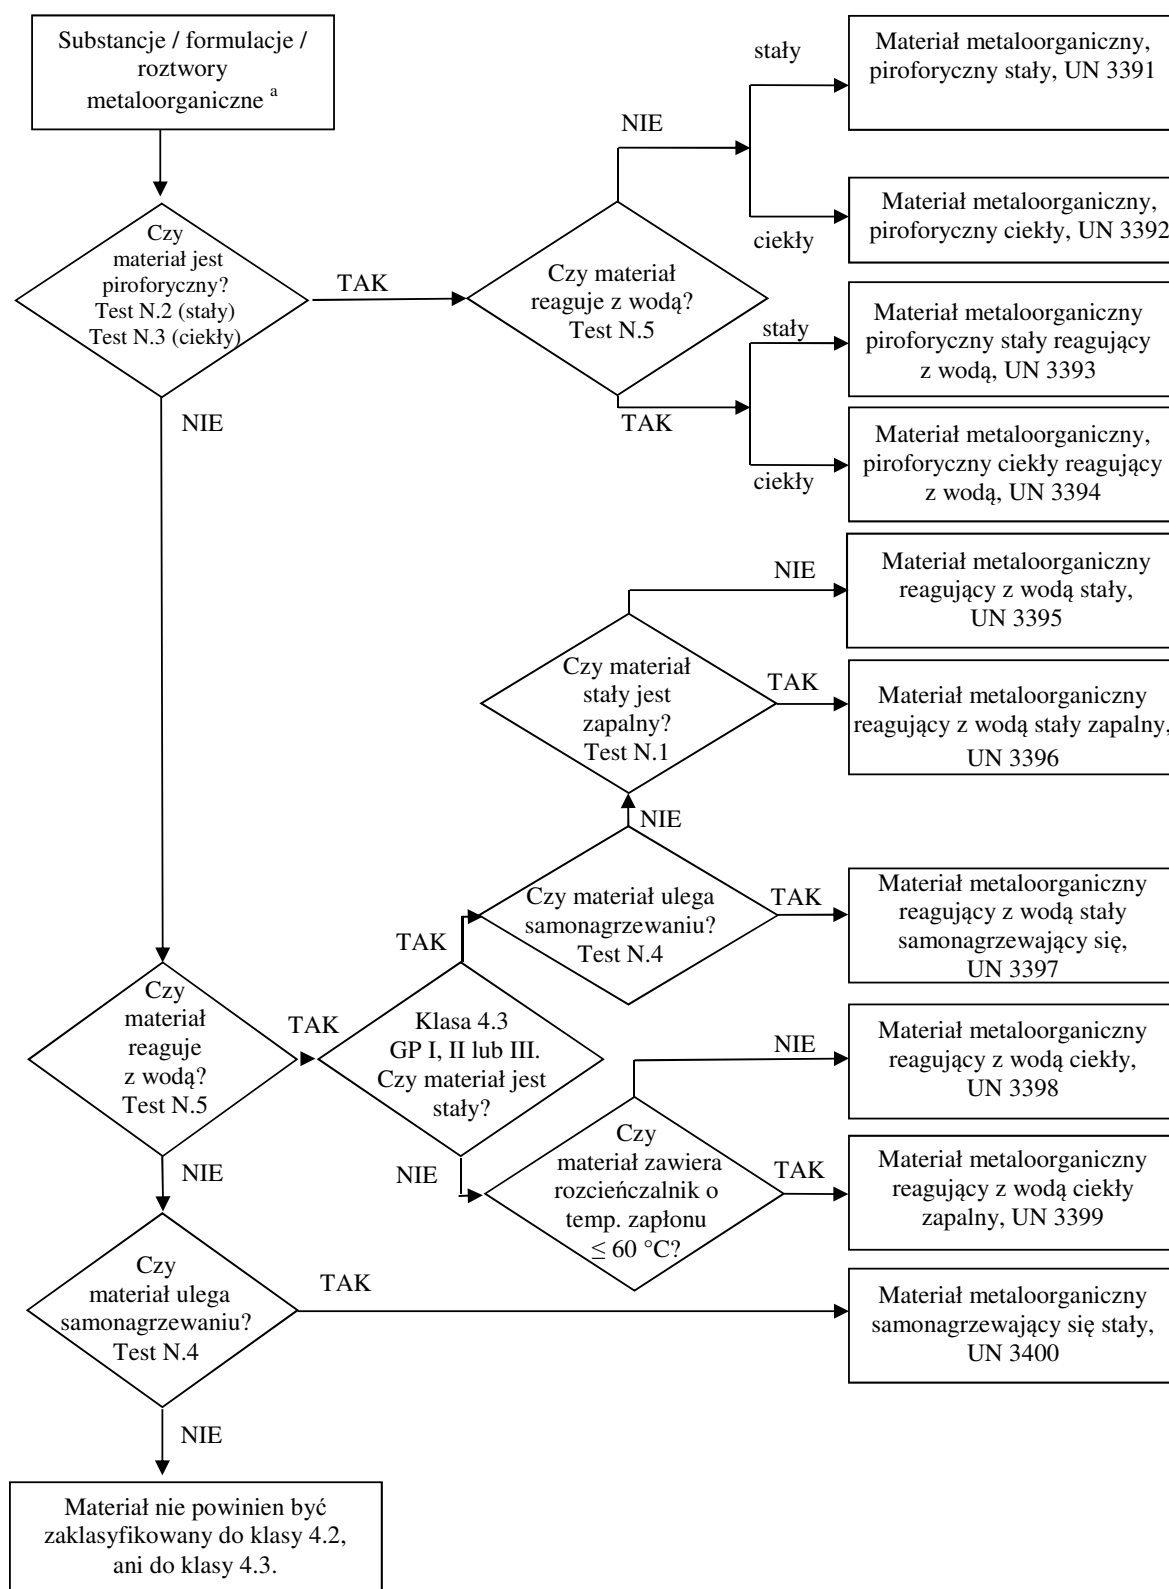 Substancje / formulacje /
roztwory
metaloorganiczne a
stały
Materiał metaloorganiczny,
piroforyczny stały, UN 3391
NIE
ciekły
Materiał metaloorganiczny,
piroforyczny ciekły, UN 3392
Czy
materiał jest
piroforyczny?
Test N.2 (stały)
Test N.3 (ciekły)
TAK
Czy materiał
reaguje z wodą?
Test N.5
stały
Materiał metaloorganiczny
piroforyczny stały reagujący
z wodą, UN 3393
NIE
TAK
ciekły
Materiał metaloorganiczny,
piroforyczny ciekły reagujący
z wodą, UN 3394
NIE
Materiał metaloorganiczny
reagujący z wodą stały,
UN 3395
Czy materiał
stały jest
zapalny?
Test N.1
TAK
Materiał metaloorganiczny
reagujący z wodą stały zapalny,
UN 3396
NIE
Czy materiał ulega
samonagrzewaniu?
Test N.4
TAK
Materiał metaloorganiczny
reagujący z wodą stały
samonagrzewający się,
UN 3397
TAK
Czy
materiał
reaguje
z wodą?
Test N.5
TAK
Klasa 4.3
GP I, II lub III.
Czy materiał jest
stały?
NIE
Materiał metaloorganiczny
reagujący z wodą ciekły,
UN 3398
NIE
NIE
Czy
materiał zawiera
rozcieńczalnik o
temp. zapłonu
≤ 60 °C?
TAK
Materiał metaloorganiczny
reagujący z wodą ciekły
zapalny, UN 3399
Czy
materiał ulega
samonagrzewaniu?
Test N.4
TAK
Materiał metaloorganiczny
samonagrzewający się stały,
UN 3400
NIE
Materiał nie powinien być
zaklasyfikowany do klasy 4.2,
ani do klasy 4.3.